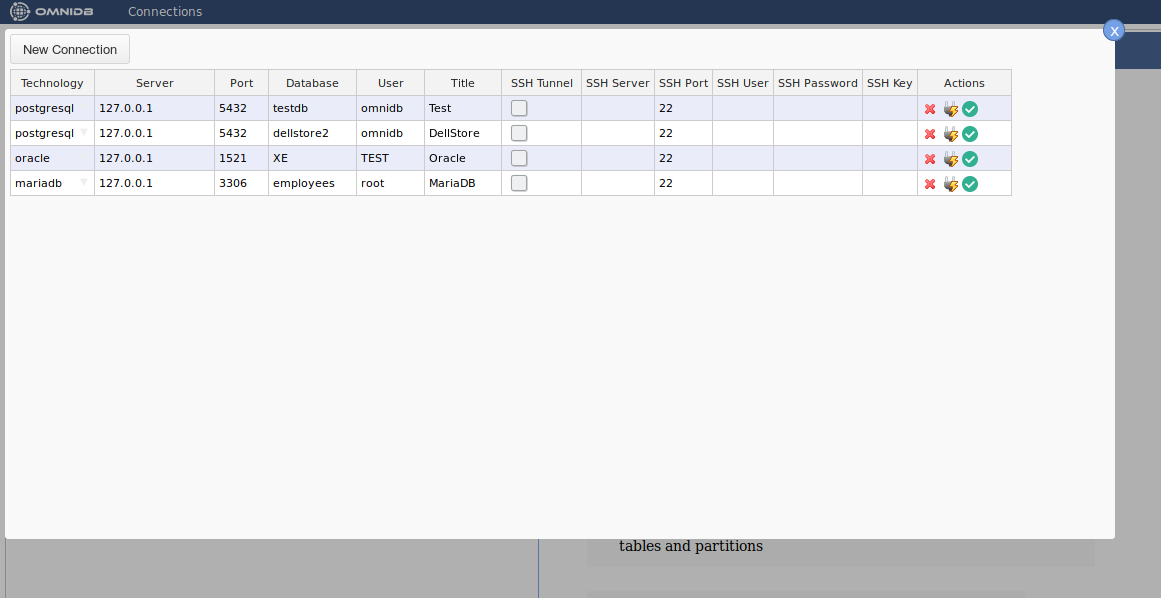 OMNIDB Connections
X
New Connection
Technology Server Port Database User Title SSH Tunnel SSH Server SSH Port SSH User SSH Password SSH Key Actions
postgresql 127.0.0.1 5432 testdb omnidb Test 22
postgresql 127.0.0.1 5432 dellstore2 omnidb DellStore 22
oracle 127.0.0.1 1521 XE TEST Oracle 22
mariadb 127.0.0.1 3306 employees root MariaDB 22
tables and partitions